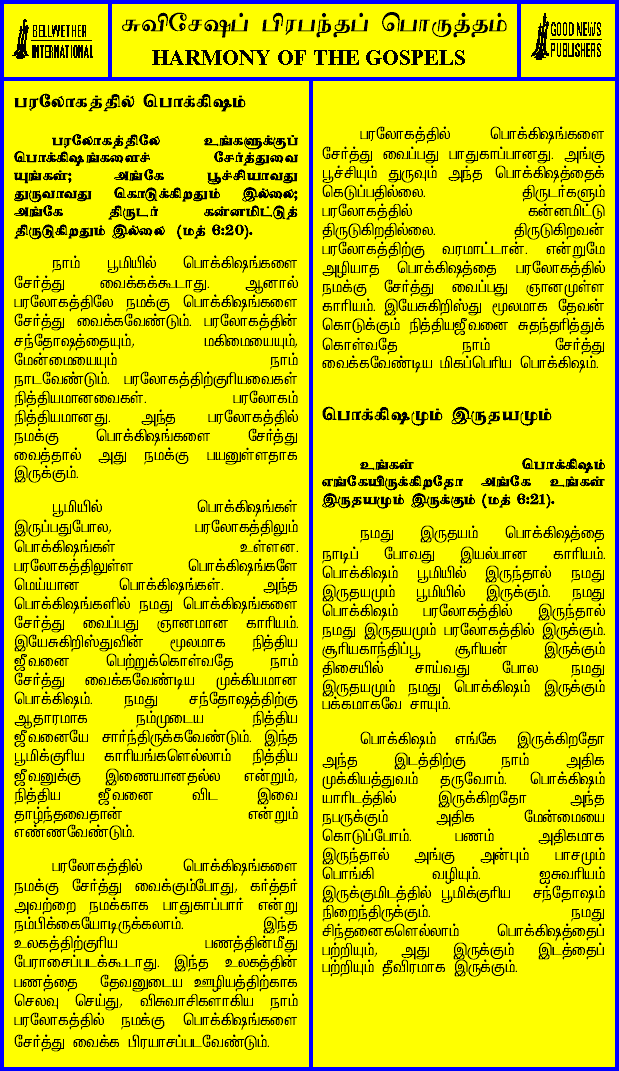 BELLWETHER
INTERNATIONAL
சுவிசேஷப் பிரபந்தப் பொருத்தம்
HARMONY OF THE GOSPELS
GOOD NEWS
PUBLISHERS
பரலோகத்தில் பொக்கிஷம்
பரலோகத்திலே உங்களுக்குப்
பொக்கிஷங்களைச் சேர்த்துவை
யுங்கள்; அங்கே பூச்சியாவது
துருவாவது கெடுக்கிறதும் இல்லை;
அங்கே திருடர் கன்னமிட்டுத்
திருடுகிறதும் இல்லை (மத் 6:20).
நாம் பூமியில் பொக்கிஷங்களை
சேர்த்து வைக்கக்கூடாது. ஆனால்
பரலோகத்திலே நமக்கு பொக்கிஷங்களை
சேர்த்து வைக்கவேண்டும். பரலோகத்தின்
சந்தோஷத்தையும், மகிமையையும்,
மேன்மையையும் நாம்
நாடவேண்டும். பரலோகத்திற்குரியவைகள்
நித்தியமானவைகள். பரலோகம்
நித்தியமானது. அந்த பரலோகத்தில்
நமக்கு பொக்கிஷங்களை சேர்த்து
வைத்தால் அது நமக்கு பயனுள்ளதாக
இருக்கும்.
பூமியில் பொக்கிஷங்கள்
இருப்பதுபோல, பரலோகத்திலும்
பொக்கிஷங்கள் உள்ளன.
பரலோகத்திலுள்ள பொக்கிஷங்களே
மெய்யான பொக்கிஷங்கள். அந்த
பொக்கிஷங்களில் நமது பொக்கிஷங்களை
சேர்த்து வைப்பது ஞானமான காரியம்.
இயேசுகிறிஸ்துவின் மூலமாக நித்திய
ஜீவனை பெற்றுக்கொள்வதே நாம்
சேர்த்து வைக்கவேண்டிய முக்கியமான
பொக்கிஷம். நமது சந்தோஷத்திற்கு
ஆதாரமாக நம்முடைய நித்திய
ஜீவனையே சார்ந்திருக்கவேண்டும். இந்த
பூமிக்குரிய காரியங்களெல்லாம் நித்திய
ஜீவனுக்கு இணையானதல்ல என்றும்,
நித்திய ஜீவனை விட இவை
தாழ்ந்தவைதான் என்றும்
எண்ணவேண்டும்.
பரலோகத்தில் பொக்கிஷங்களை
நமக்கு சேர்த்து வைக்கும்போது, கர்த்தர்
அவற்றை நமக்காக பாதுகாப்பார் என்று
நம்பிக்கையோடிருக்கலாம். இந்த
உலகத்திற்குரிய பணத்தின்மீது
பேராசைப்படக்கூடாது. இந்த உலகத்தின்
பணத்தை தேவனுடைய ஊழியத்திற்காக
செலவு செய்து, விசுவாசிகளாகிய நாம்
பரலோகத்தில் நமக்கு பொக்கிஷங்களை
சேர்த்து வைக்க பிரயாசப்படவேண்டும்.
பரலோகத்தில் பொக்கிஷங்களை
சேர்த்து வைப்பது பாதுகாப்பானது. அங்கு
பூச்சியும் துருவும் அந்த பொக்கிஷத்தைக்
கெடுப்பதில்லை. திருடர்களும்
பரலோகத்தில் கன்னமிட்டு
திருடுகிறதில்லை. திருடுகிறவன்
பரலோகத்திற்கு வரமாட்டான். என்றுமே
அழியாத பொக்கிஷத்தை பரலோகத்தில்
நமக்கு சேர்த்து வைப்பது ஞானமுள்ள
காரியம். இயேசுகிறிஸ்து மூலமாக தேவன்
கொடுக்கும் நித்தியஜீவனை சுதந்தரித்துக்
கொள்வதே நாம் சேர்த்து
வைக்கவேண்டிய மிகப்பெரிய பொக்கிஷம்.
பொக்கிஷமும் இருதயமும்
உங்கள் பொக்கிஷம்
எங்கேயிருக்கிறதோ அங்கே உங்கள்
இருதயமும் இருக்கும் (மத் 6:21).
நமது இருதயம் பொக்கிஷத்தை
நாடிப் போவது இயல்பான காரியம்.
பொக்கிஷம் பூமியில் இருந்தால் நமது
இருதயமும் பூமியில் இருக்கும். நமது
பொக்கிஷம் பரலோகத்தில் இருந்தால்
நமது இருதயமும் பரலோகத்தில் இருக்கும்.
சூரியகாந்திப்பூ சூரியன் இருக்கும்
திசையில் சாய்வது போல நமது
இருதயமும் நமது பொக்கிஷம் இருக்கும்
பக்கமாகவே சாயும்.
பொக்கிஷம் எங்கே இருக்கிறதோ
அந்த இடத்திற்கு நாம் அதிக
முக்கியத்துவம் தருவோம். பொக்கிஷம்
யாரிடத்தில் இருக்கிறதோ அந்த
நபருக்கும் அதிக மேன்மையை
கொடுப்போம். பணம் அதிகமாக
இருந்தால் அங்கு அன்பும் பாசமும்
பொங்கி வழியும். ஐசுவரியம்
இருக்குமிடத்தில் பூமிக்குரிய சந்தோஷம்
நிறைந்திருக்கும். நமது
சிந்தனைகளெல்லாம் பொக்கிஷத்தைப்
பற்றியும், அது இருக்கும் இடத்தைப்
பற்றியும் தீவிரமாக இருக்கும்.